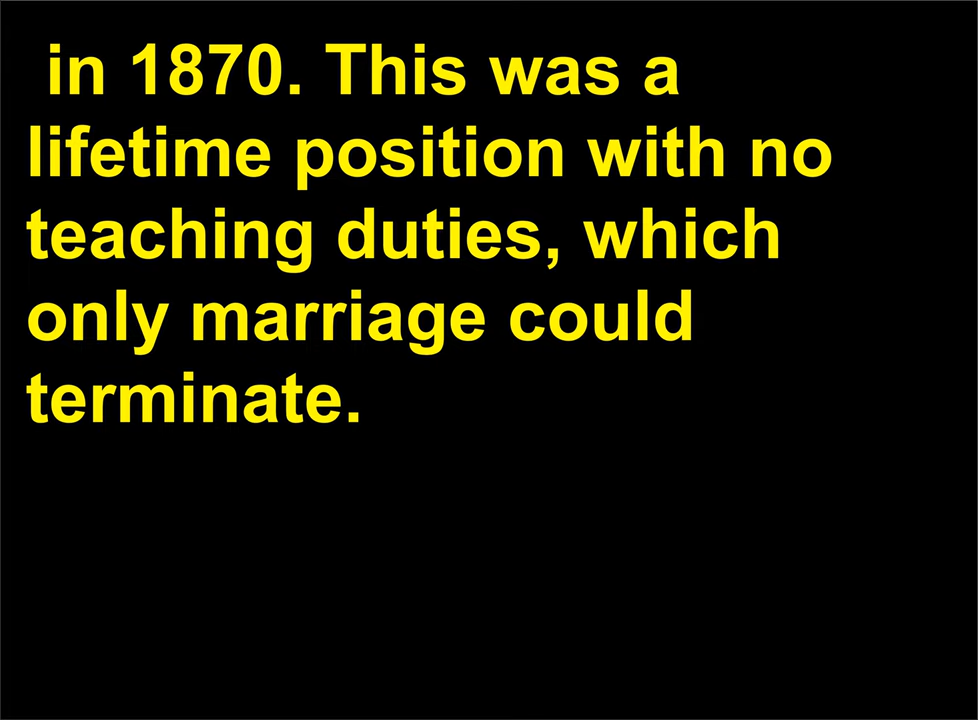 in 1870. This was a
lifetime position with no
teaching duties, which
only marriage could
terminate.